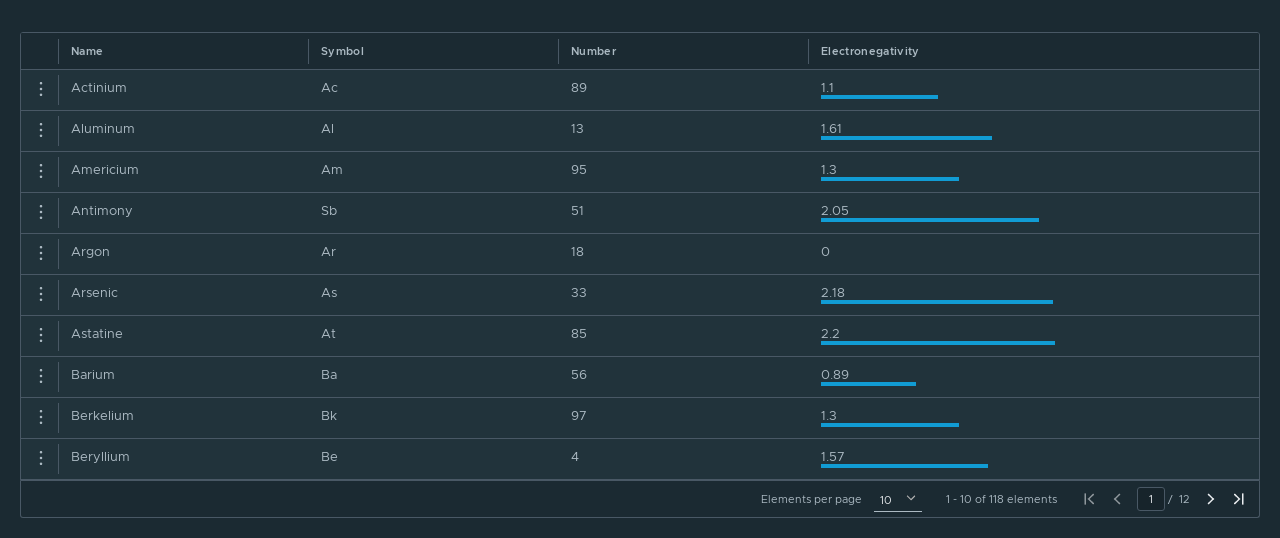 Name Symbol Number Electronegativity
Actinium Ac 89 1.1
Aluminum Al 13 1.61
Americium Am 95 1.3
Antimony Sb 51 2.05
Argon Ar 18 0
Arsenic As 33 2.18
Astatine At 85 2.2
Barium Ba 56 0.89
Berkelium Bk 97 1.3
Beryllium Be 4 1.57
Elements per page 10 1 - 10 of 118 elements 1 / 12